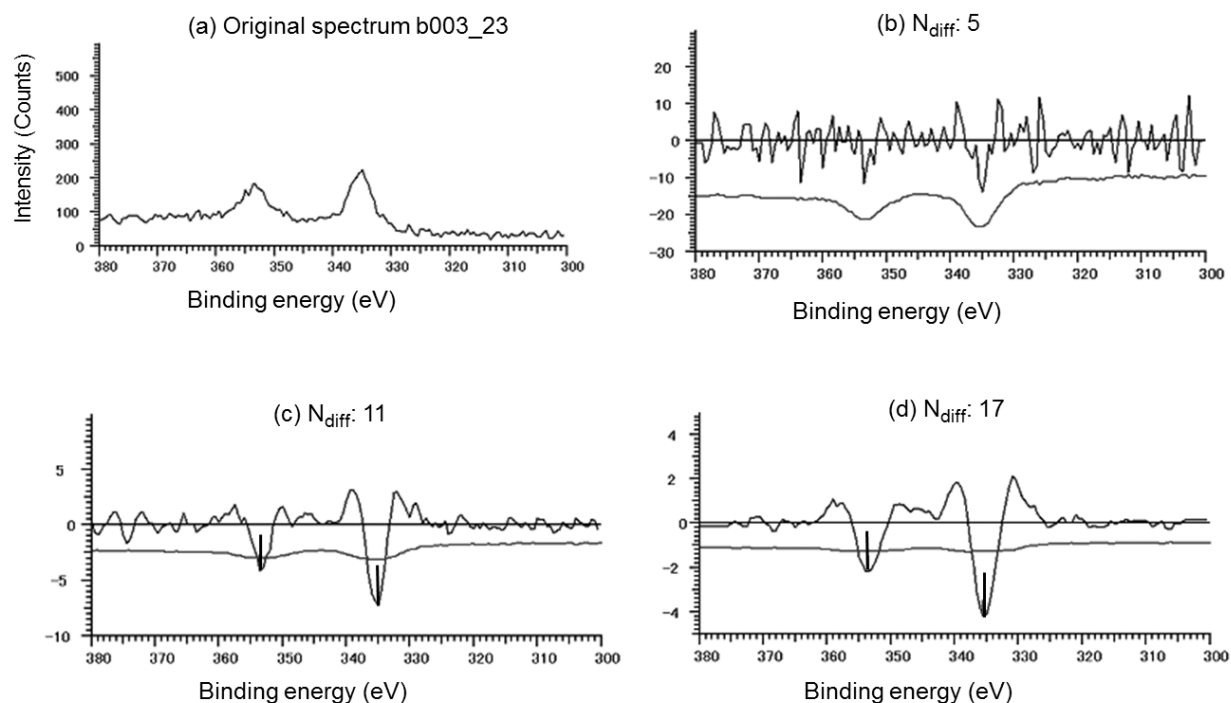 (a) Original spectrum b003_23
Intensity (Counts)
500
400
300
200
100
0
380 370 360 350 340 330 320 310 300
Binding energy (eV)
(b) Ndiff: 5
20
10
0
-10
-20
-30
380 370 360 350 340 330 320 310 300
Binding energy (eV)
(c) Ndiff: 11
5
0
-5
-10
380 370 360 350 340 330 320 310 300
Binding energy (eV)
(d) Ndiff: 17
4
2
0
-2
-4
380 370 360 350 340 330 320 310 300
Binding energy (eV)